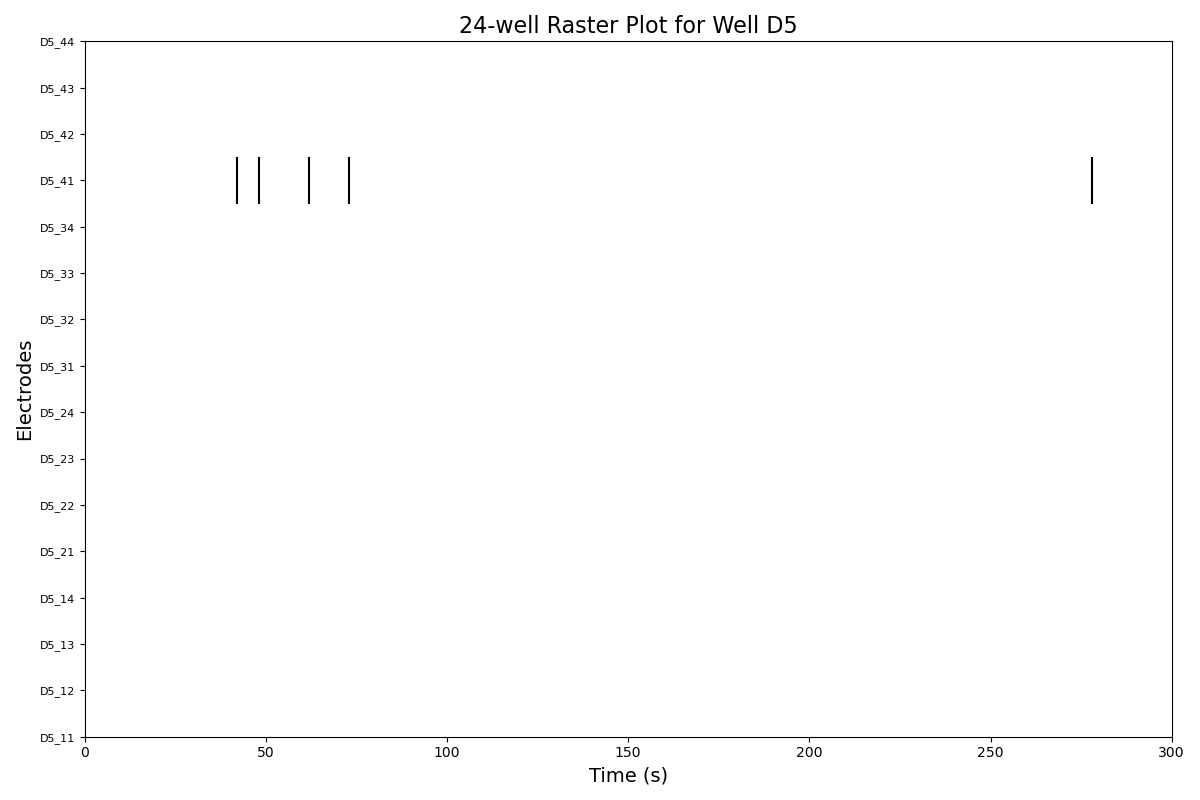 24-well Raster Plot for Well D5
D5_44
D5_43
D5_42
D5_41
D5_34
D5_33
D5_32
D5_31
D5_24
D5_23
D5_22
D5_21
D5_14
D5_13
D5_12
D5_11
Electrodes
0 50 100 150 200 250 300
Time (s)